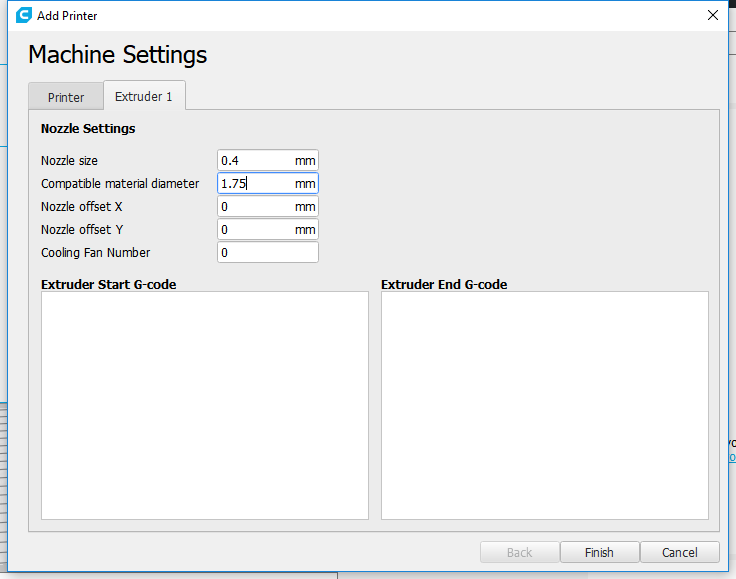 Add Printer
Machine Settings
Printer
Extruder 1
Nozzle Settings
Nozzle size 0.4 mm
Compatible material diameter 1.75 mm
Nozzle offset X 0 mm
Nozzle offset Y 0 mm
Cooling Fan Number 0
Extruder Start G-code Extruder End G-code
Back Finish Cancel